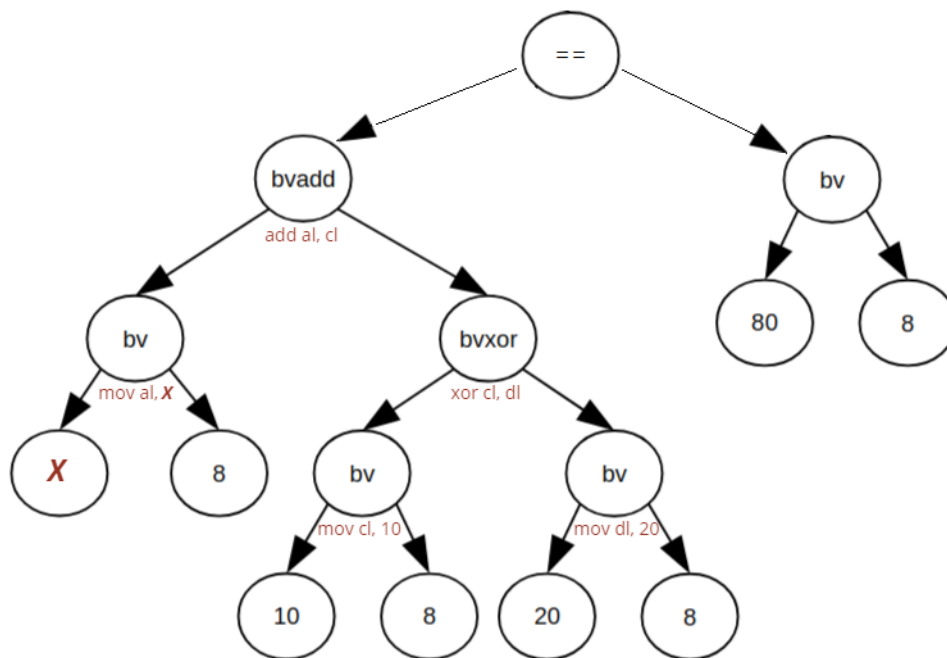 ==
bvadd
add al, cl
bv
bv
mov al, X
bvxor
xor cl, dl
80
8
X
8
bv
mov cl, 10
bv
mov dl, 20
10
8
20
8